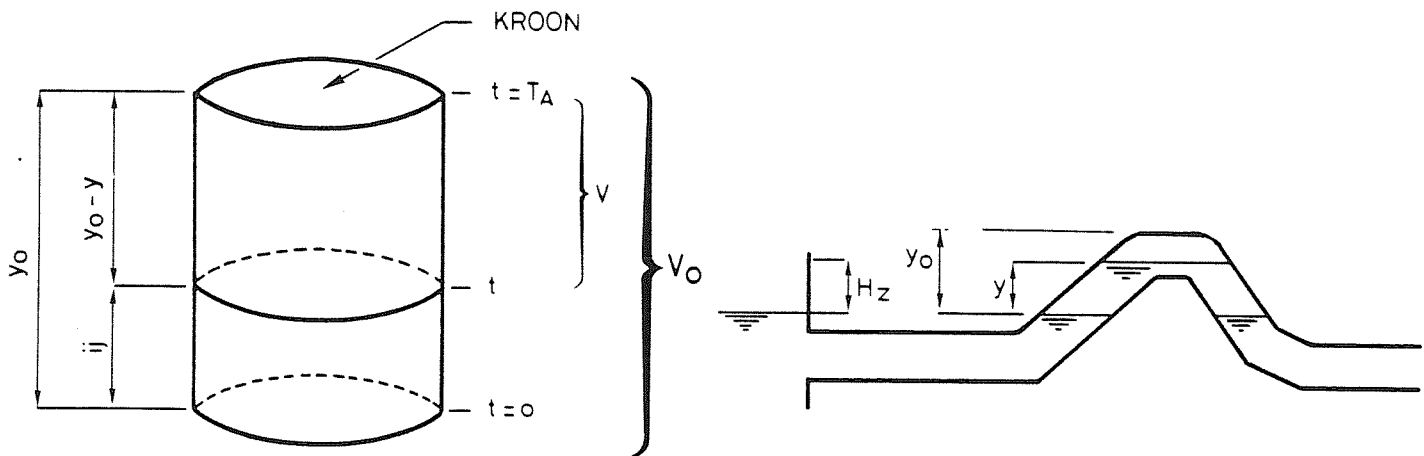 KROON
t = T_A
y_o
y_o - y
V
V_o
t
ij
t = o
H_z
y_o
y